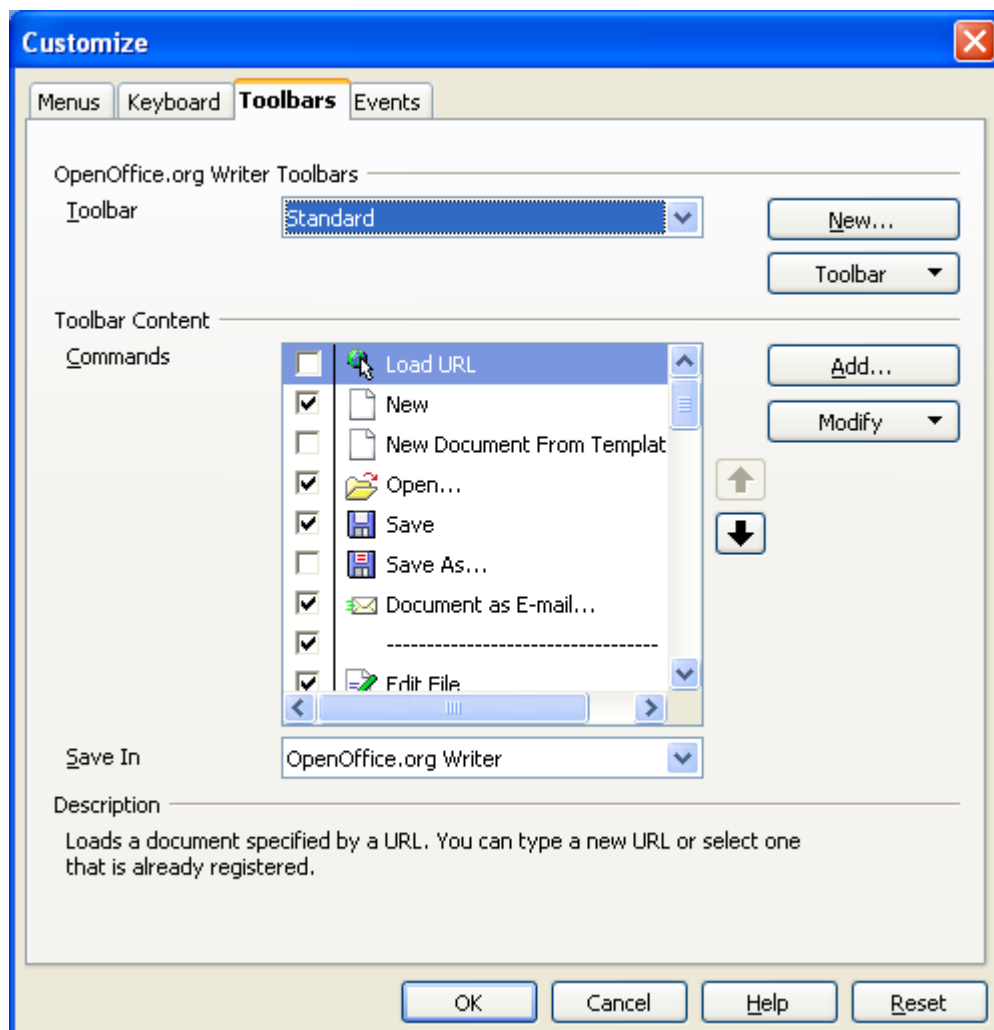 Customize
Menus Keyboard Toolbars Events
OpenOffice.org Writer Toolbars
Toolbar Standard New...
Toolbar
Toolbar Content
Commands Load URL Add...
New
Modify
New Document From Templat
Open...
Save
Save As...
Document as E-mail...
---------------------------------
Edit File
Save In OpenOffice.org Writer
Description
Loads a document specified by a URL. You can type a new URL or select one
that is already registered.
OK Cancel Help Reset